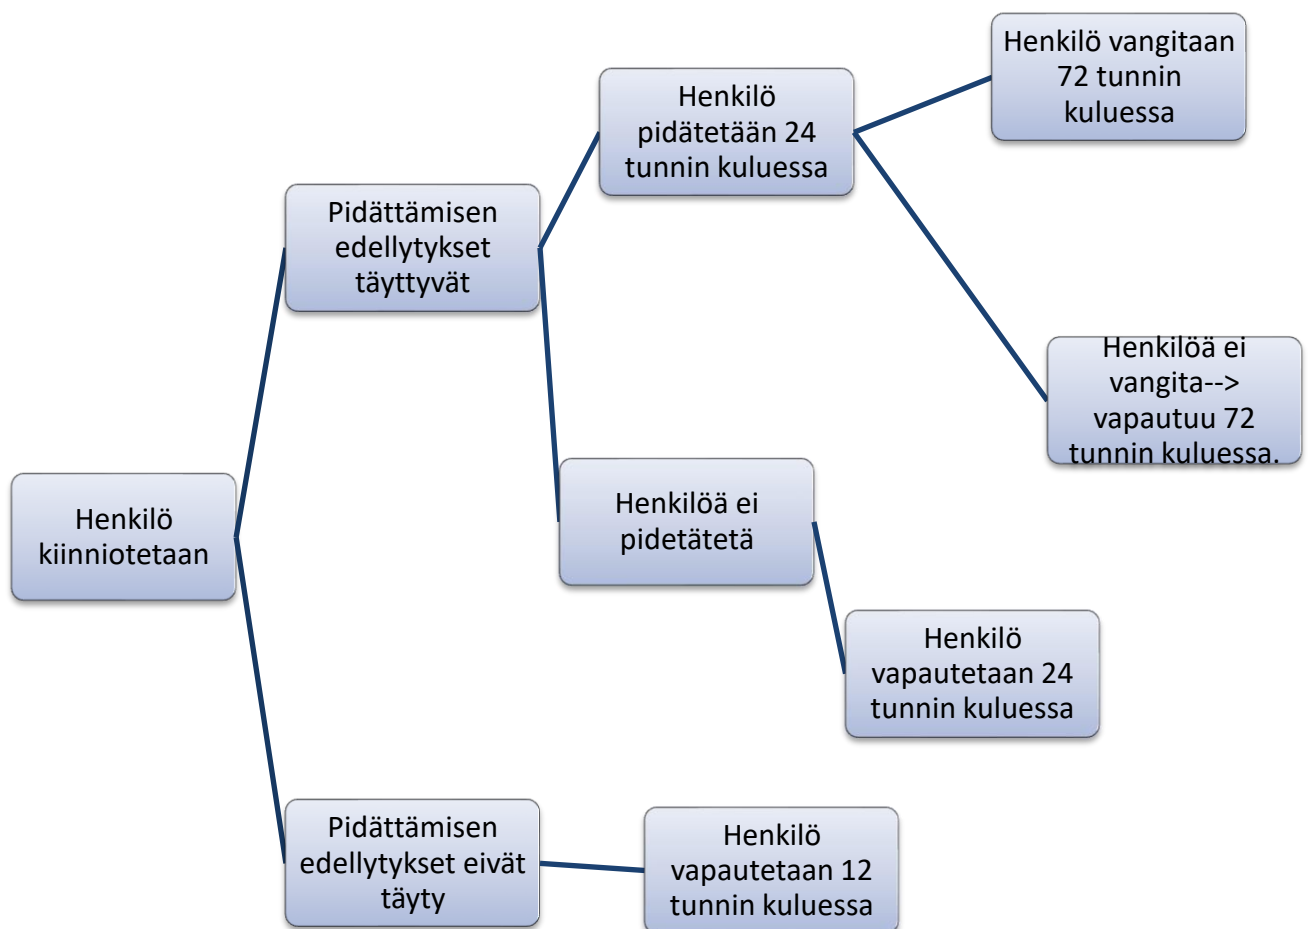 Henkilö
kiinniotetaan
Pidättämisen
edellytykset
täyttyvät
Henkilö
pidätetään 24
tunnin kuluessa
Henkilö vangitaan
72 tunnin
kuluessa
Henkilöä ei
vangita-->
vapautuu 72
tunnin kuluessa.
Henkilöä ei
pidetätetä
Henkilö
vapautetaan 24
tunnin kuluessa
Pidättämisen
edellytykset eivät
täyty
Henkilö
vapautetaan 12
tunnin kuluessa